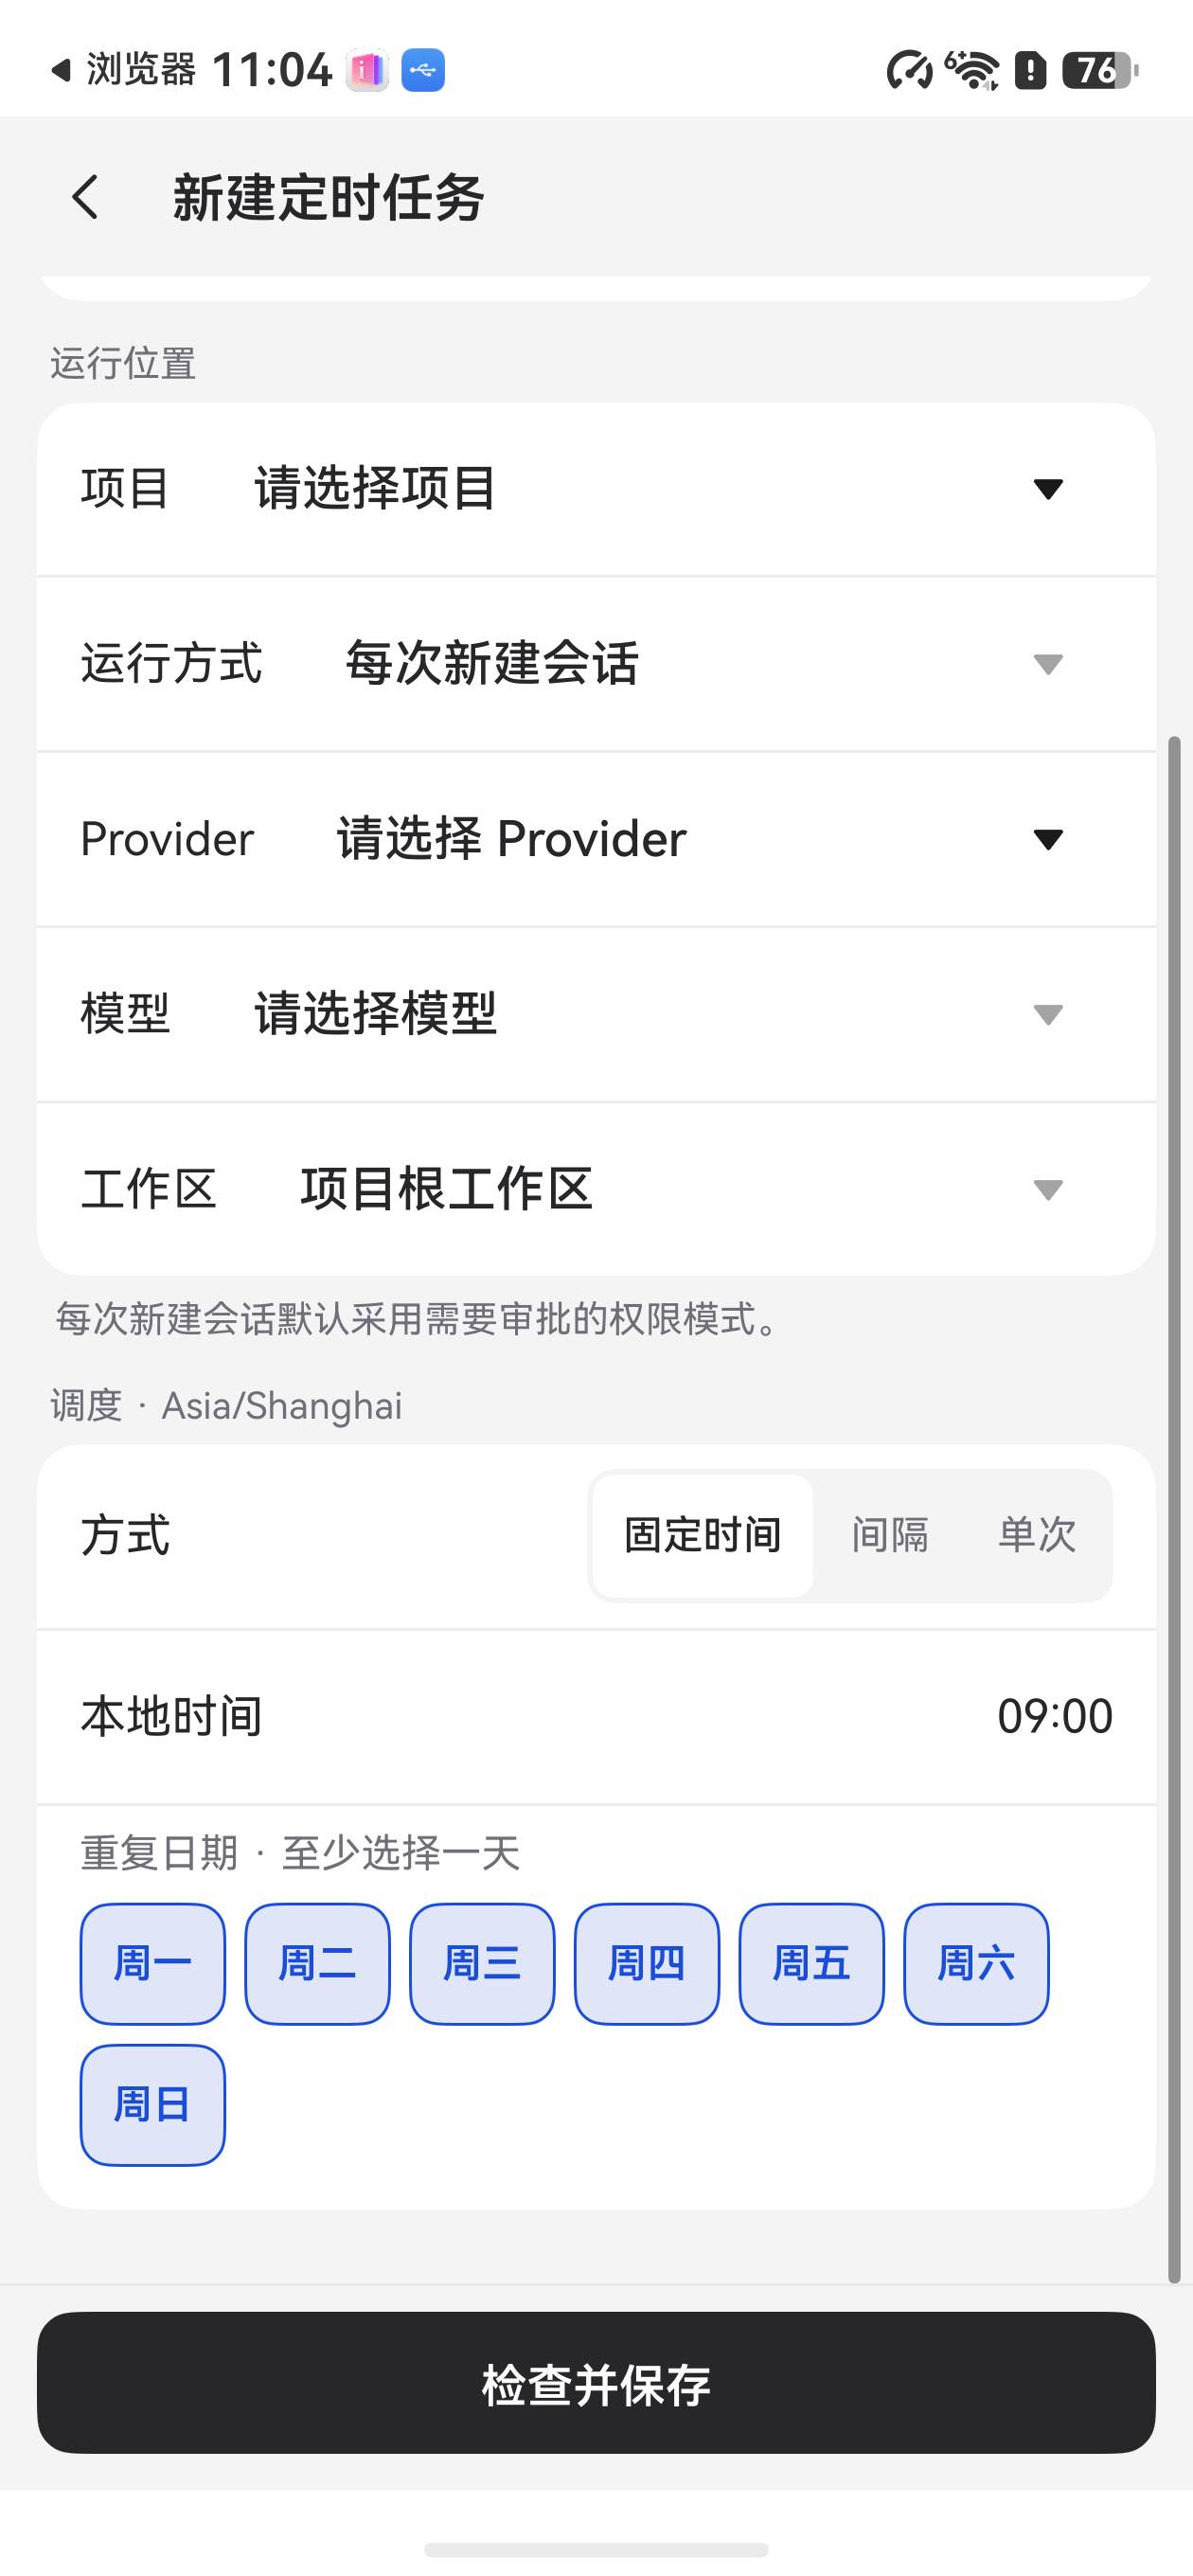 浏览器 11:04 76
新建定时任务
运行位置
项目 请选择项目
运行方式 每次新建会话
Provider 请选择 Provider
模型 请选择模型
工作区 项目根工作区
每次新建会话默认采用需要审批的权限模式。
调度 · Asia/Shanghai
方式 固定时间 间隔 单次
本地时间 09:00
重复日期 · 至少选择一天
周一 周二 周三 周四 周五 周六
周日
检查并保存